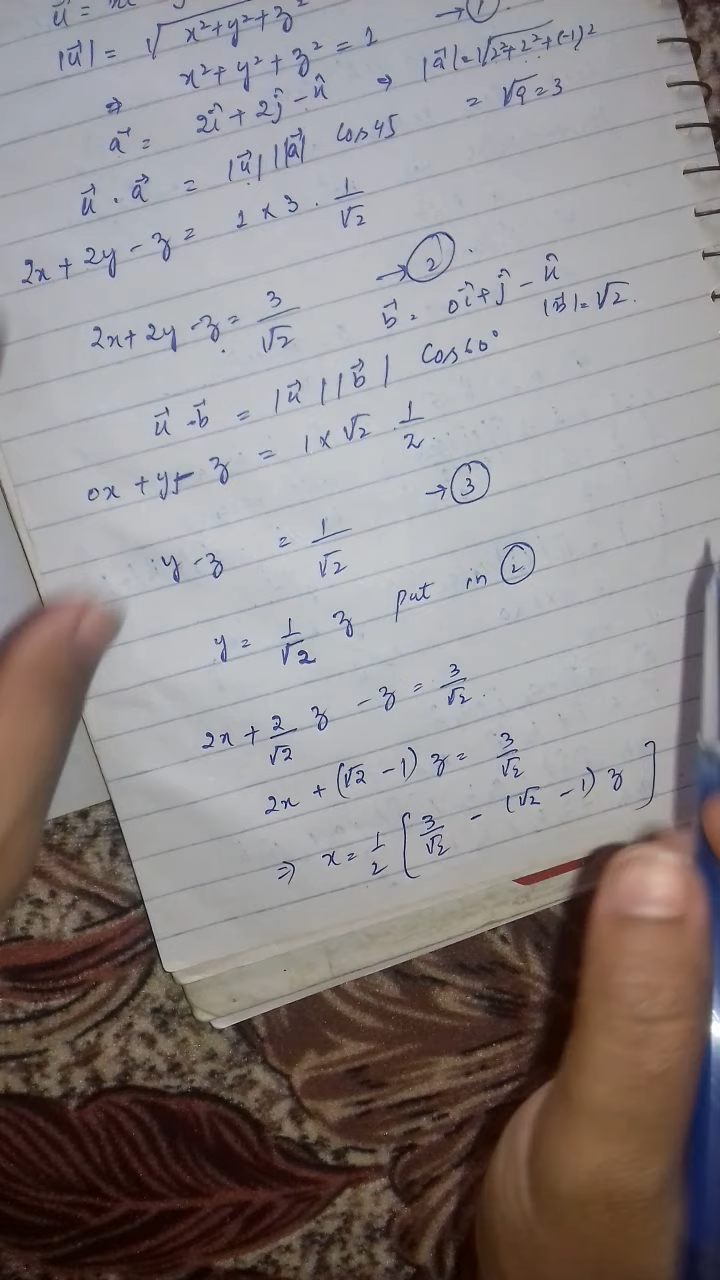 |u⃗| = √x²+y²+z² → ①
⇒ x²+y²+z² = 1
a⃗ = 2î + 2ĵ - k̂ ⇒ |a⃗| = √2²+2²+(-1)²
= √9 = 3
u⃗ . a⃗ = |u⃗| |a⃗| cos45
2x + 2y - z = 1 × 3 . 1/√2
2x + 2y - z = 3/√2 → ②
b⃗ = 0î + ĵ - k̂ |b⃗| = √2.
u⃗ . b⃗ = |u⃗| |b⃗| cos60°
0x + y - z = 1 × √2 . 1/2
y - z = 1/√2 → ③
y = 1/√2 z put in ②
2x + 2/√2 z - z = 3/√2.
2x + (√2 - 1) z = 3/√2
⇒ x = 1/2 [3/√2 - (√2 - 1) z]